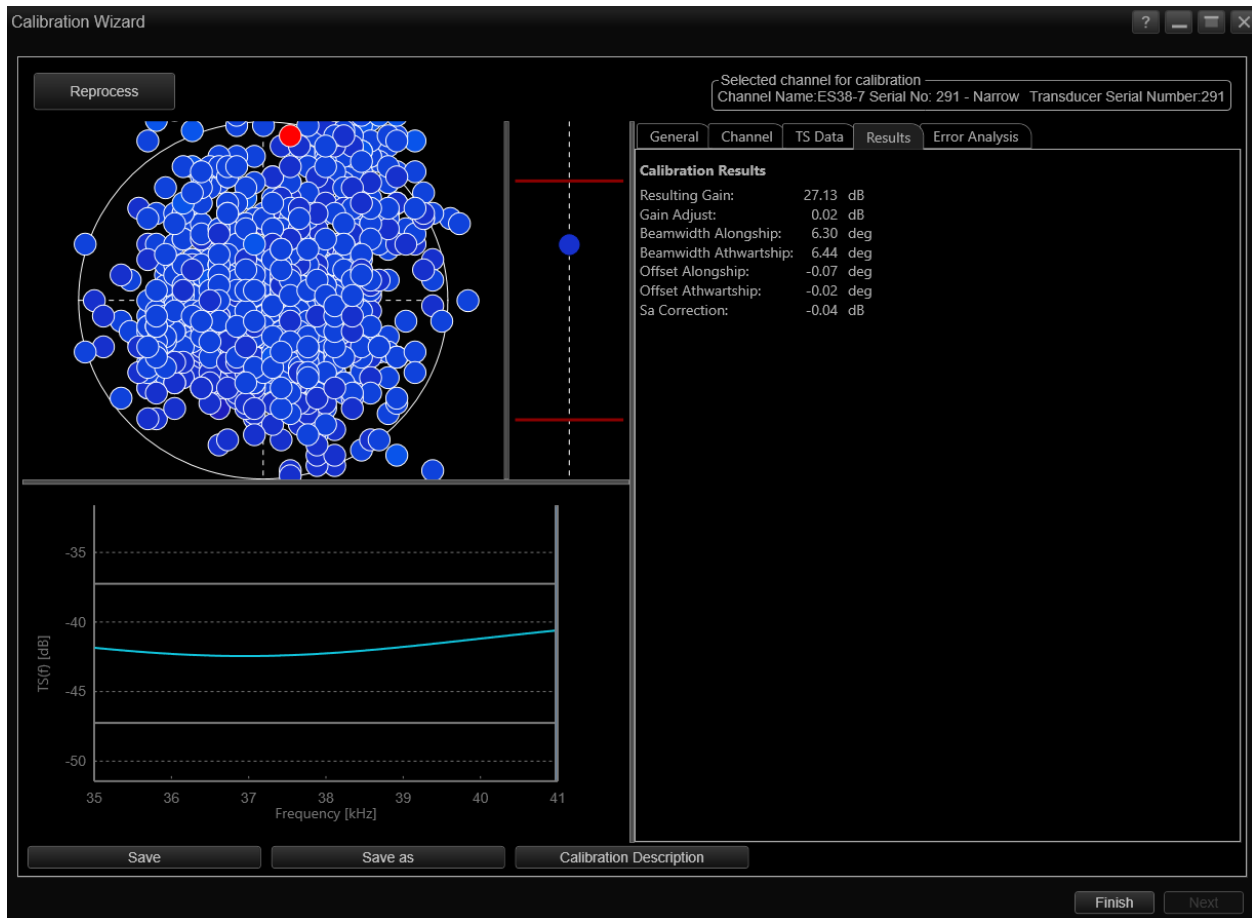 Calibration Wizard
?
Reprocess
Selected channel for calibration
Channel Name:ES38-7 Serial No: 291 - Narrow Transducer Serial Number:291
General Channel TS Data Results Error Analysis
Calibration Results
Resulting Gain: 27.13 dB
Gain Adjust: 0.02 dB
Beamwidth Alongship: 6.30 deg
Beamwidth Athwartship: 6.44 deg
Offset Alongship: -0.07 deg
Offset Athwartship: -0.02 deg
Sa Correction: -0.04 dB
TS(f) [dB]
-35
-40
-45
-50
35 36 37 38 39 40 41
Frequency [kHz]
Save Save as Calibration Description
Finish Next